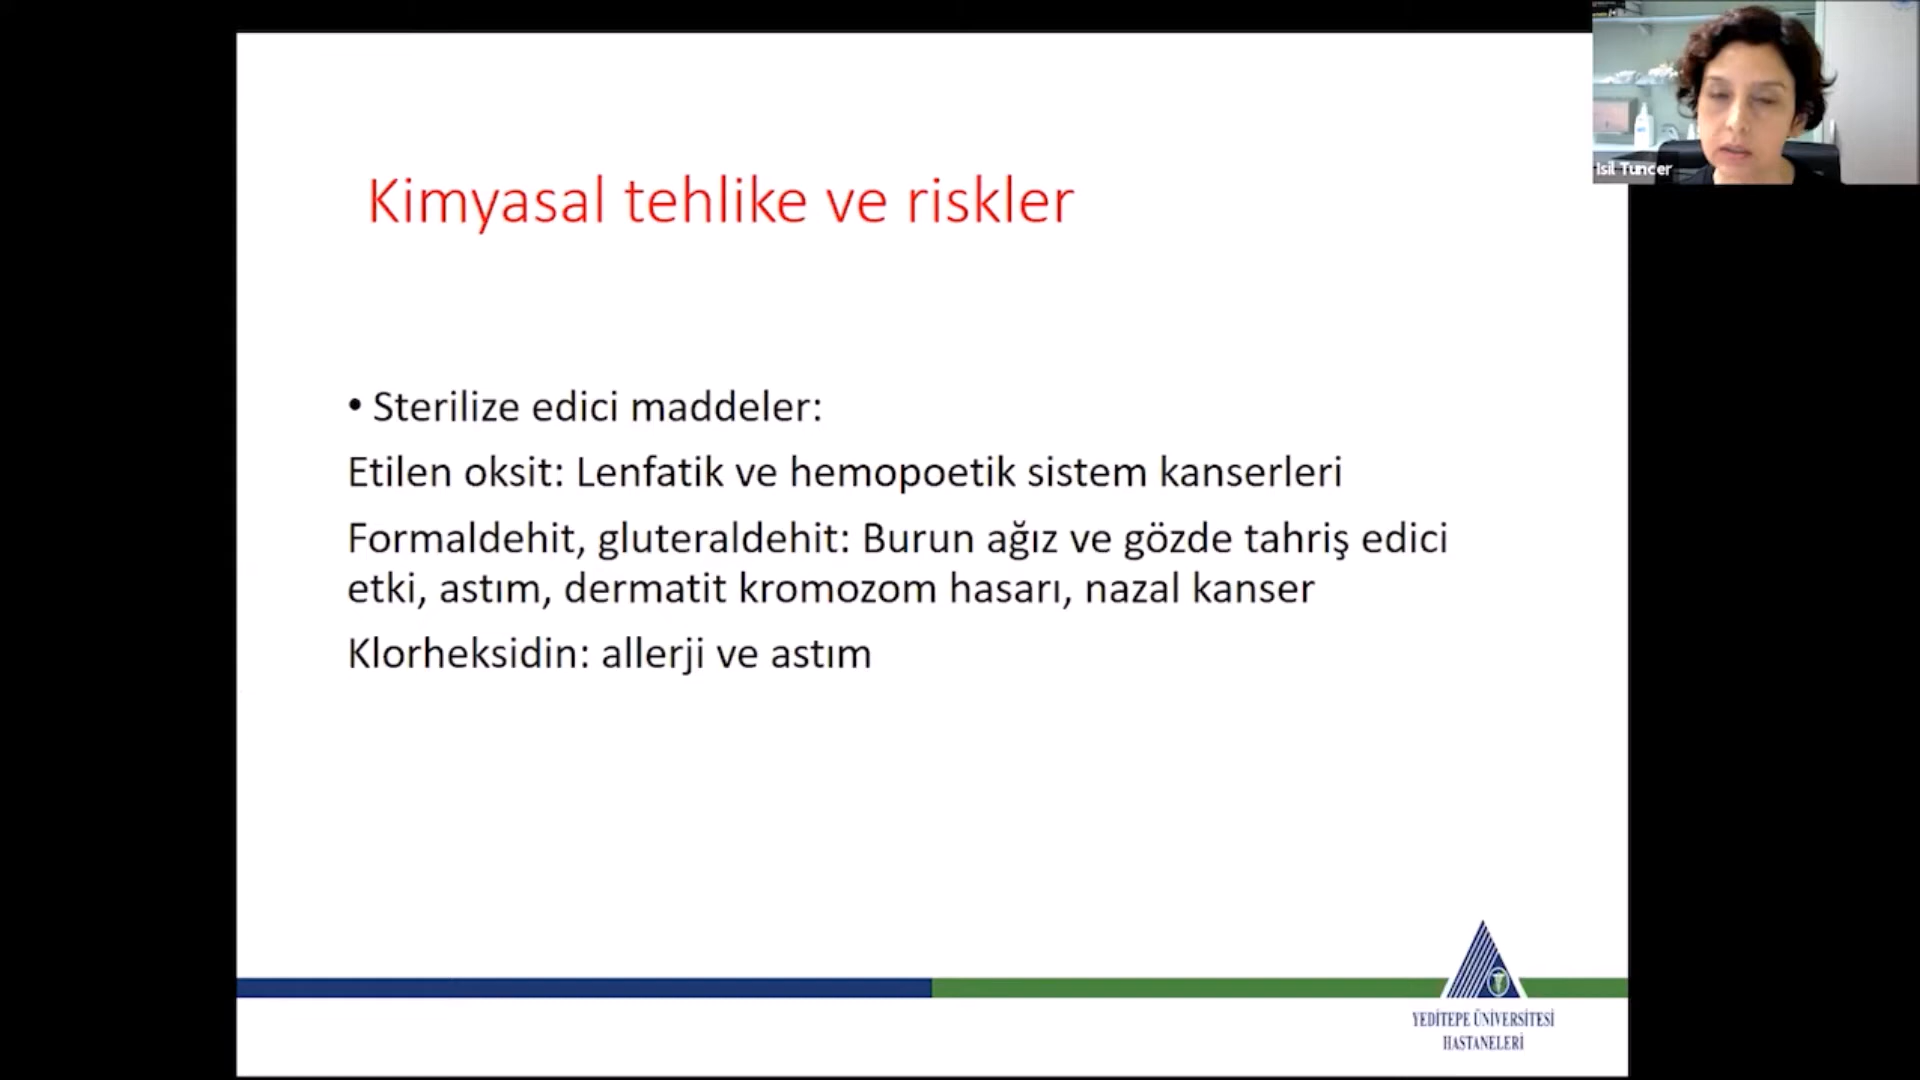 Isil Tuncer
Kimyasal tehlike ve riskler
• Sterilize edici maddeler:
Etilen oksit: Lenfatik ve hemopoetik sistem kanserleri
Formaldehit, gluteraldehit: Burun ağız ve gözde tahriş edici
etki, astım, dermatit kromozom hasarı, nazal kanser
Klorheksidin: allerji ve astım
YEDİTEPE ÜNİVERSİTESİ
HASTANELERİ